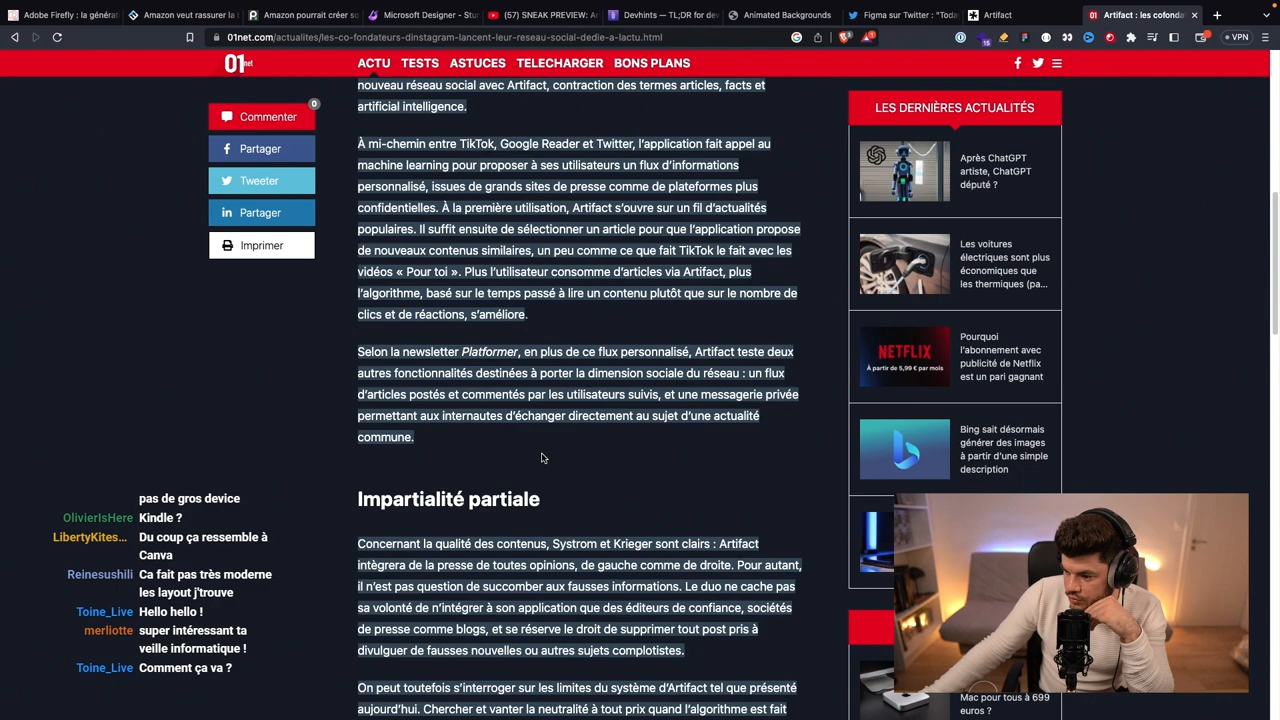 Adobe Firefly : la générat
Amazon veut rassurer la
Amazon pourrait créer so
Microsoft Designer - Stu
(57) SNEAK PREVIEW: A
Devhints — TL;DR for dev
Animated Backgrounds
Figma sur Twitter : "Toda
Artifact
Artifact : les cofondat
01net.com/actualites/les-co-fondateurs-dinstagram-lancent-leur-reseau-social-dedie-a-lactu.html
VPN
01net
ACTU
TESTS
ASTUCES
TELECHARGER
BONS PLANS
0
Commenter
Partager
Tweeter
Partager
Imprimer
nouveau réseau social avec Artifact, contraction des termes articles, facts et
artificial intelligence.
À mi-chemin entre TikTok, Google Reader et Twitter, l'application fait appel au
machine learning pour proposer à ses utilisateurs un flux d'informations
personnalisé, issues de grands sites de presse comme de plateformes plus
confidentielles. À la première utilisation, Artifact s'ouvre sur un fil d'actualités
populaires. Il suffit ensuite de sélectionner un article pour que l'application propose
de nouveaux contenus similaires, un peu comme ce que fait TikTok le fait avec les
vidéos « Pour toi ». Plus l'utilisateur consomme d'articles via Artifact, plus
l'algorithme, basé sur le temps passé à lire un contenu plutôt que sur le nombre de
clics et de réactions, s'améliore.
Selon la newsletter Platformer, en plus de ce flux personnalisé, Artifact teste deux
autres fonctionnalités destinées à porter la dimension sociale du réseau : un flux
d'articles postés et commentés par les utilisateurs suivis, et une messagerie privée
permettant aux internautes d'échanger directement au sujet d'une actualité
commune.
Impartialité partiale
Concernant la qualité des contenus, Systrom et Krieger sont clairs : Artifact
intègrera de la presse de toutes opinions, de gauche comme de droite. Pour autant,
il n'est pas question de succomber aux fausses informations. Le duo ne cache pas
sa volonté de n'intégrer à son application que des éditeurs de confiance, sociétés
de presse comme blogs, et se réserve le droit de supprimer tout post pris à
divulguer de fausses nouvelles ou autres sujets complotistes.
On peut toutefois s'interroger sur les limites du système d'Artifact tel que présenté
aujourd'hui. Chercher et vanter la neutralité à tout prix quand l'algorithme est fait
LES DERNIÈRES ACTUALITÉS
Après ChatGPT
artiste, ChatGPT
député ?
Les voitures
électriques sont plus
économiques que
les thermiques (pa...
NETFLIX
À partir de 5,99 € par mois
Pourquoi
l'abonnement avec
publicité de Netflix
est un pari gagnant
Bing sait désormais
générer des images
à partir d'une simple
description
Mac pour tous à 699
euros ?
pas de gros device
OlivierIsHere Kindle ?
LibertyKites... Du coup ça ressemble à
Canva
Reinesushili Ca fait pas très moderne
les layout j'trouve
Toine_Live Hello hello !
merliotte super intéressant ta
veille informatique !
Toine_Live Comment ça va ?